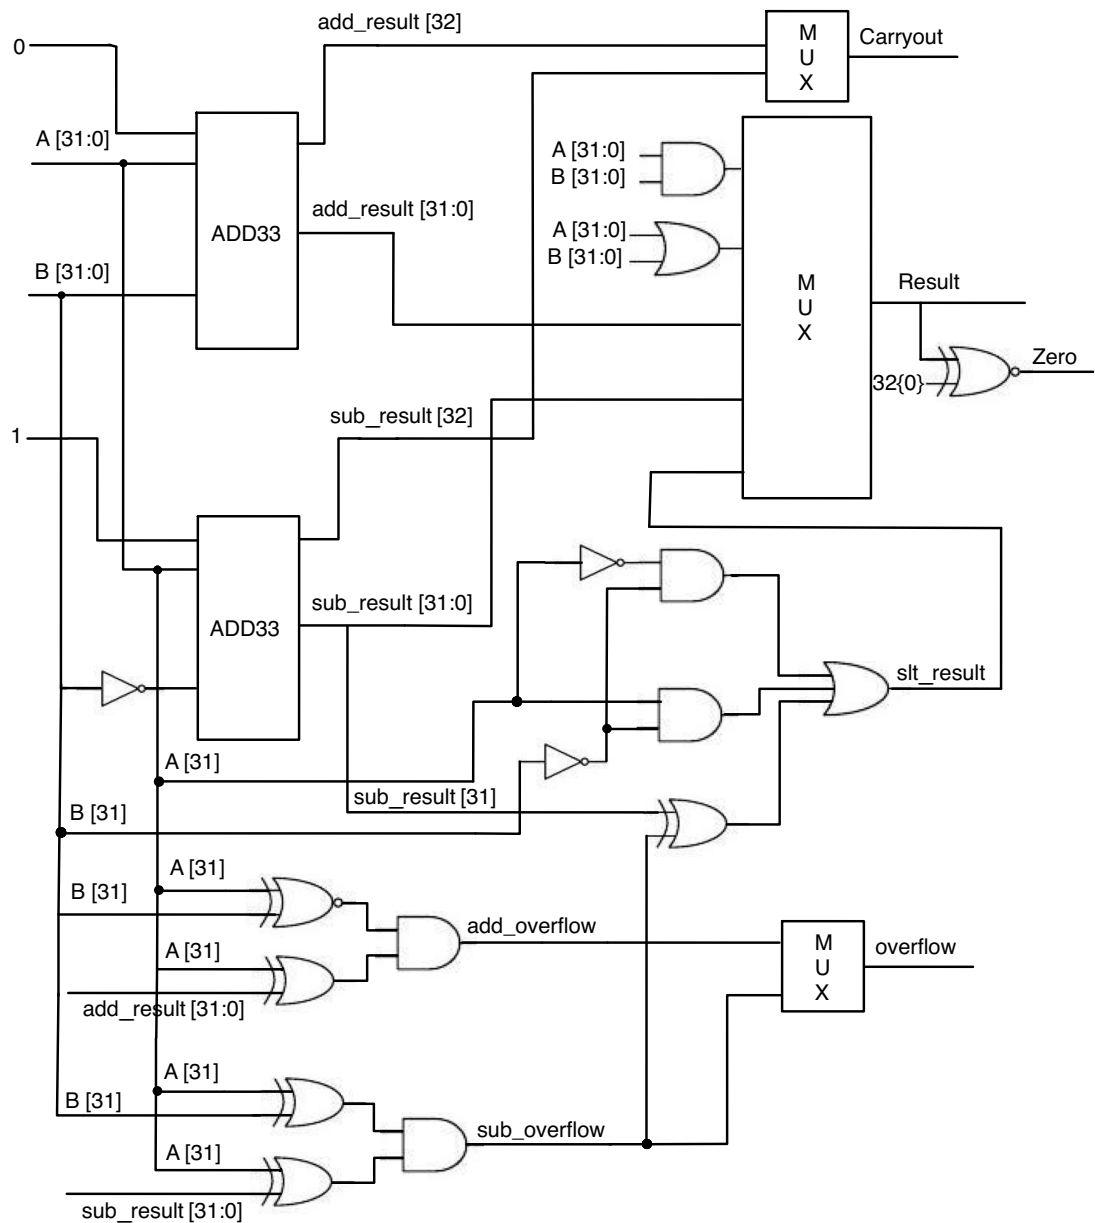 add_result [32]
0
M
U
X
Carryout
A [31:0]
A [31:0]
B [31:0]
add_result [31:0]
ADD33
A [31:0]
B [31:0]
B [31:0]
M
U
X
Result
Zero
32{0}
sub_result [32]
1
sub_result [31:0]
ADD33
slt_result
A [31]
sub_result [31]
B [31]
A [31]
B [31]
add_overflow
M
U
X
overflow
A [31]
add_result [31:0]
A [31]
B [31]
sub_overflow
A [31]
sub_result [31:0]